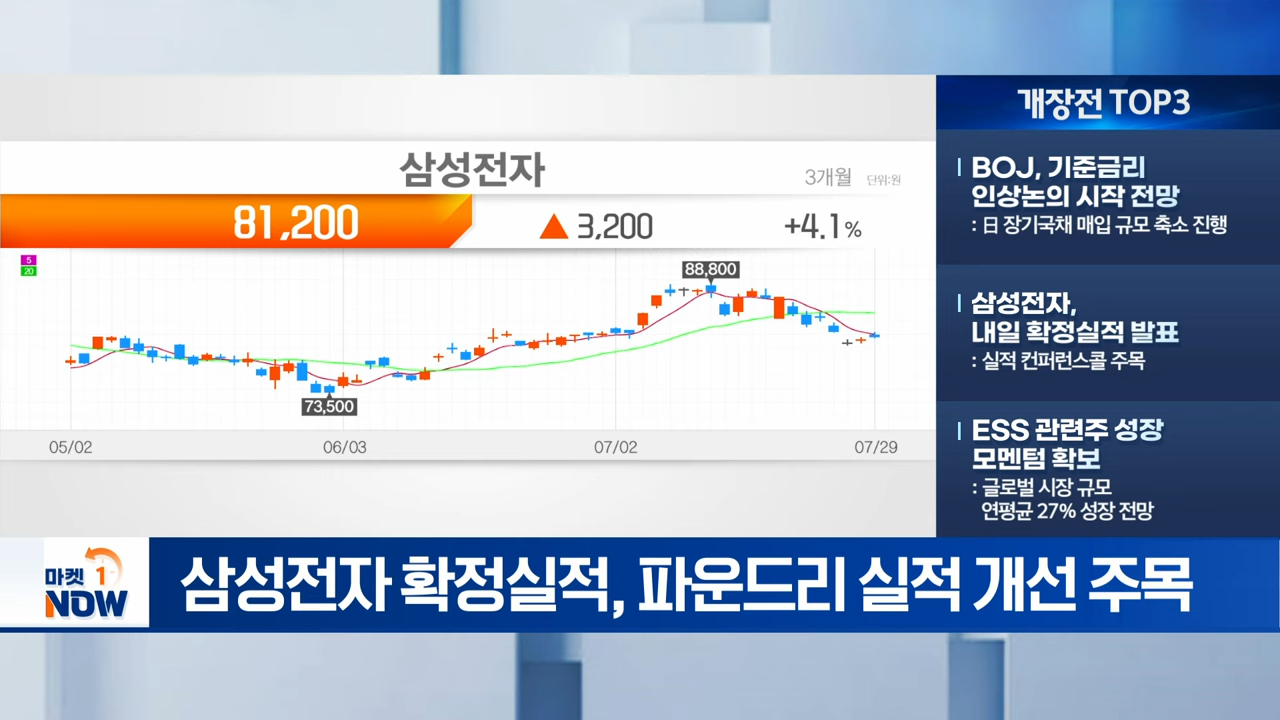 삼성전자
3개월 단위:원
81,200 ▲ 3,200 +4.1%
5
20
88,800
73,500
05/02 06/03 07/02 07/29
개장전 TOP3
BOJ, 기준금리
인상논의 시작 전망
: 日 장기국채 매입 규모 축소 진행
삼성전자,
내일 확정실적 발표
: 실적 컨퍼런스콜 주목
ESS 관련주 성장
모멘텀 확보
: 글로벌 시장 규모
연평균 27% 성장 전망
마켓 1
NOW
삼성전자 확정실적, 파운드리 실적 개선 주목